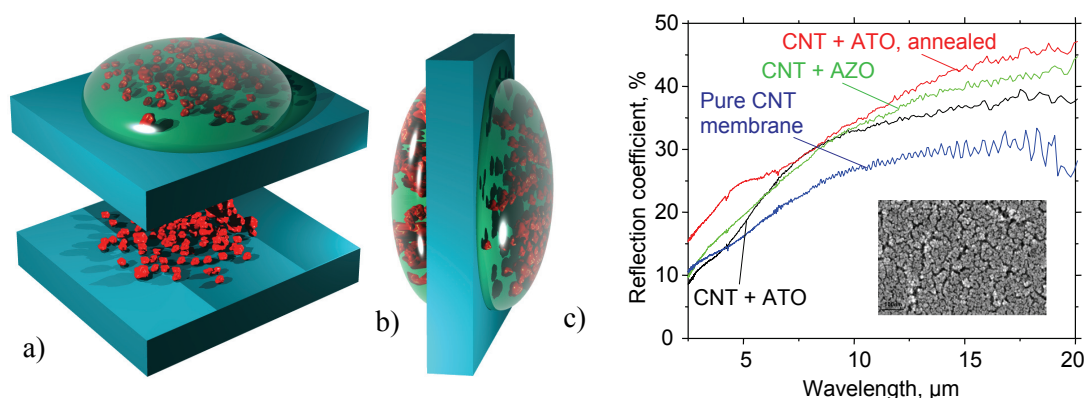 a)
b)
c)
Reflection coefficient, %
50
40
30
20
10
0
CNT + ATO, annealed
CNT + AZO
Pure CNT
membrane
CNT + ATO
5
10
15
20
Wavelength, µm